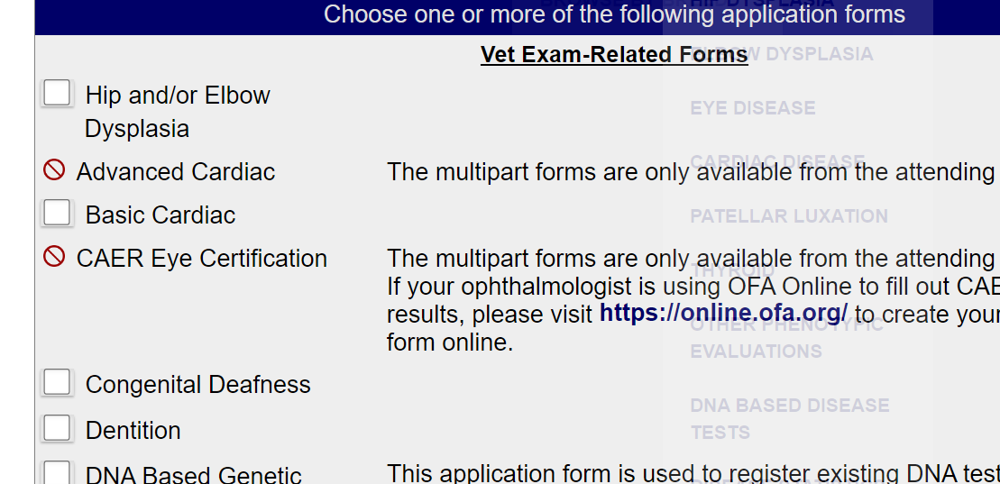 HIP DYSPLASIA
Choose one or more of the following application forms
Vet Exam-Related Forms
ELBOW DYSPLASIA
Hip and/or Elbow
Dysplasia
EYE DISEASE
CARDIAC DISEASE
Advanced Cardiac
The multipart forms are only available from the attending
Basic Cardiac
PATELLAR LUXATION
CAER Eye Certification
The multipart forms are only available from the attending
THYROID
If your ophthalmologist is using OFA Online to fill out CAE
results, please visit https://online.ofa.org/ to create your
OTHER PHENOTYPIC
EVALUATIONS
form online.
Congenital Deafness
DNA BASED DISEASE
TESTS
Dentition
DNA Based Genetic
This application form is used to register existing DNA test